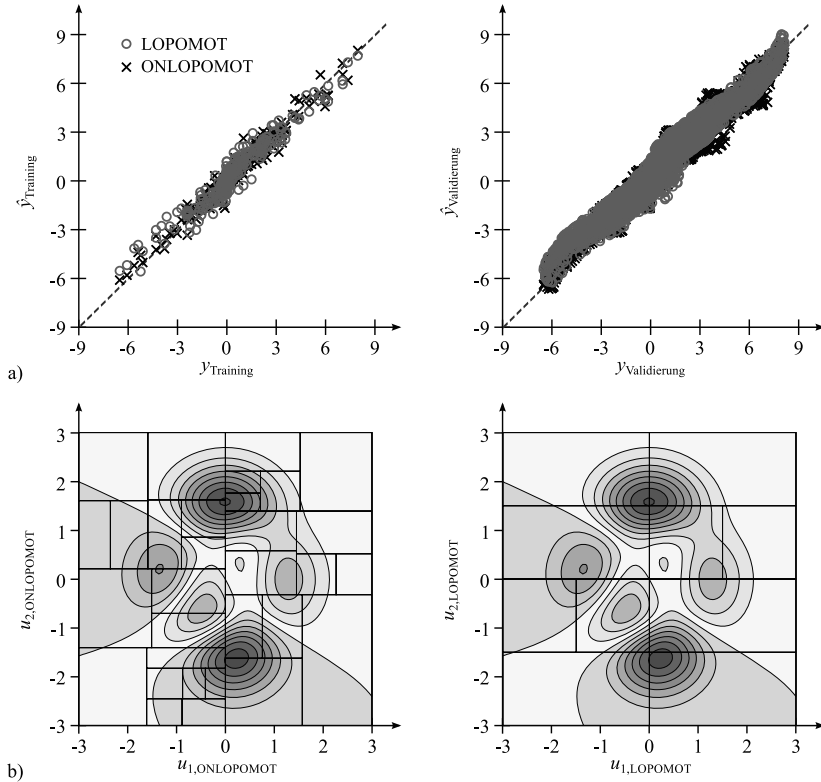 LOPOMOT
ONLOPOMOT
9
6
3
0
-3
-6
-9
ŷTraining
-9 -6 -3 0 3 6 9
yTraining
9
6
3
0
-3
-6
-9
ŷValidierung
-9 -6 -3 0 3 6 9
yValidierung
a)
3
2
1
0
-1
-2
-3
u2,ONLOPOMOT
-3 -2 -1 0 1 2 3
u1,ONLOPOMOT
3
2
1
0
-1
-2
-3
u2,LOPOMOT
-3 -2 -1 0 1 2 3
u1,LOPOMOT
b)